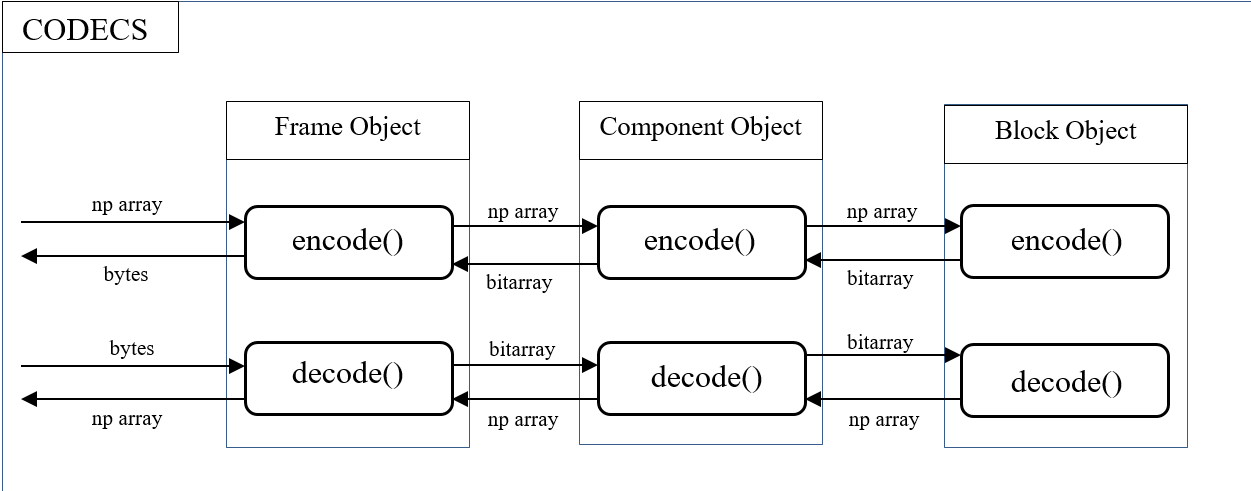 CODECS
Frame Object
Component Object
Block Object
np array
np array
np array
encode()
encode()
encode()
bytes
bitarray
bitarray
bytes
bitarray
bitarray
decode()
decode()
decode()
np array
np array
np array